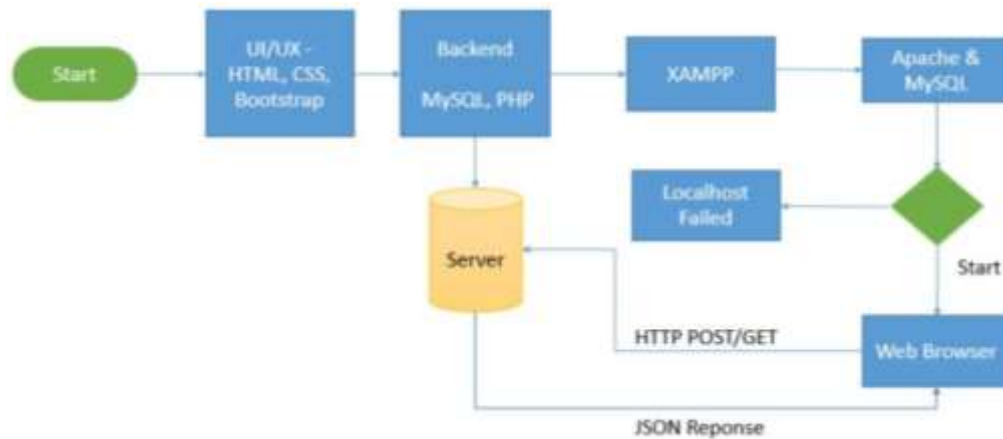 Start
UI/UX -
HTML, CSS,
Bootstrap
Backend
MySQL, PHP
XAMPP
Apache &
MySQL
Localhost
Failed
Server
Start
HTTP POST/GET
Web Browser
JSON Reponse